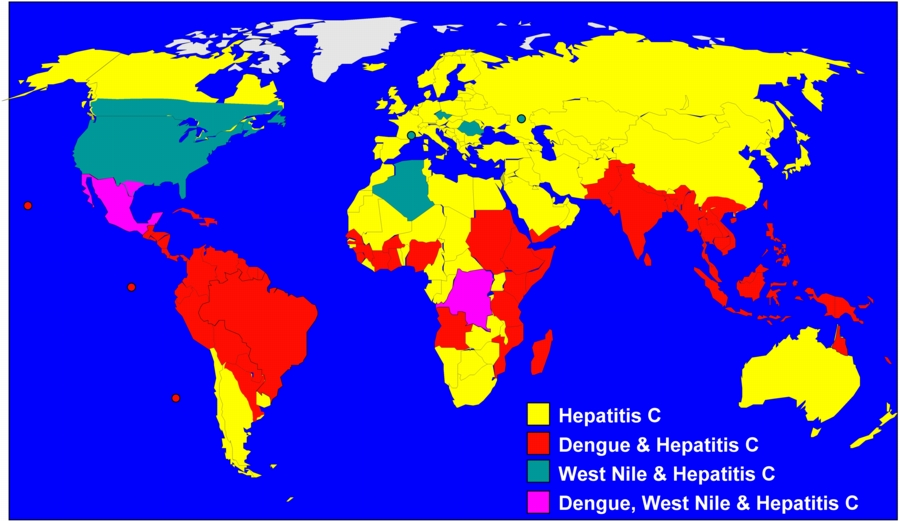 Hepatitis C
Dengue & Hepatitis C
West Nile & Hepatitis C
Dengue, West Nile & Hepatitis C